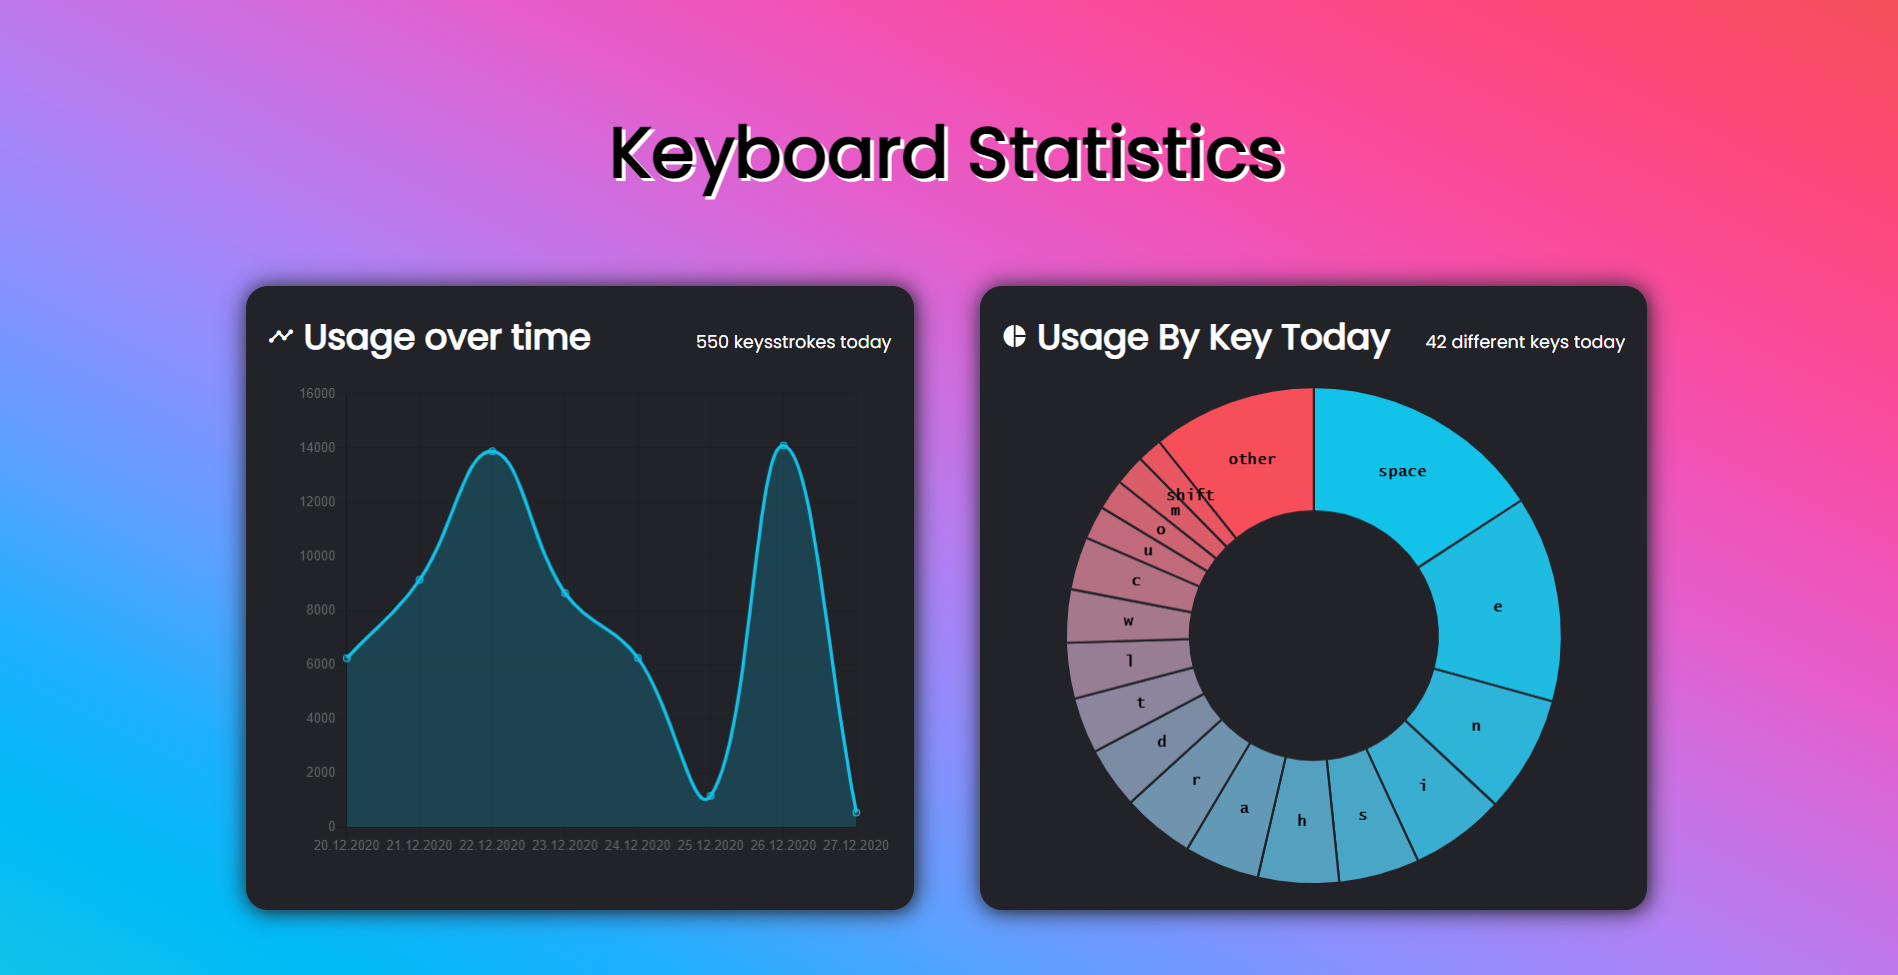 Keyboard Statistics
Usage over time
550 keysstrokes today
16000
14000
12000
10000
8000
6000
4000
2000
0
20.12.2020 21.12.2020 22.12.2020 23.12.2020 24.12.2020 25.12.2020 26.12.2020 27.12.2020
Usage By Key Today
42 different keys today
other
space
shift
m
o
u
c
w
l
t
d
r
a
h
s
i
n
e